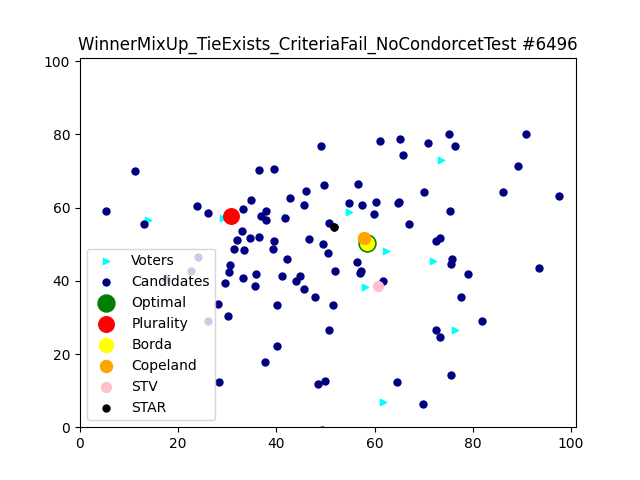 WinnerMixUp_TieExists_CriteriaFail_NoCondorcetTest #6496
100
80
60
40
20
0
Voters
Candidates
Optimal
Plurality
Borda
Copeland
STV
STAR
0 20 40 60 80 100